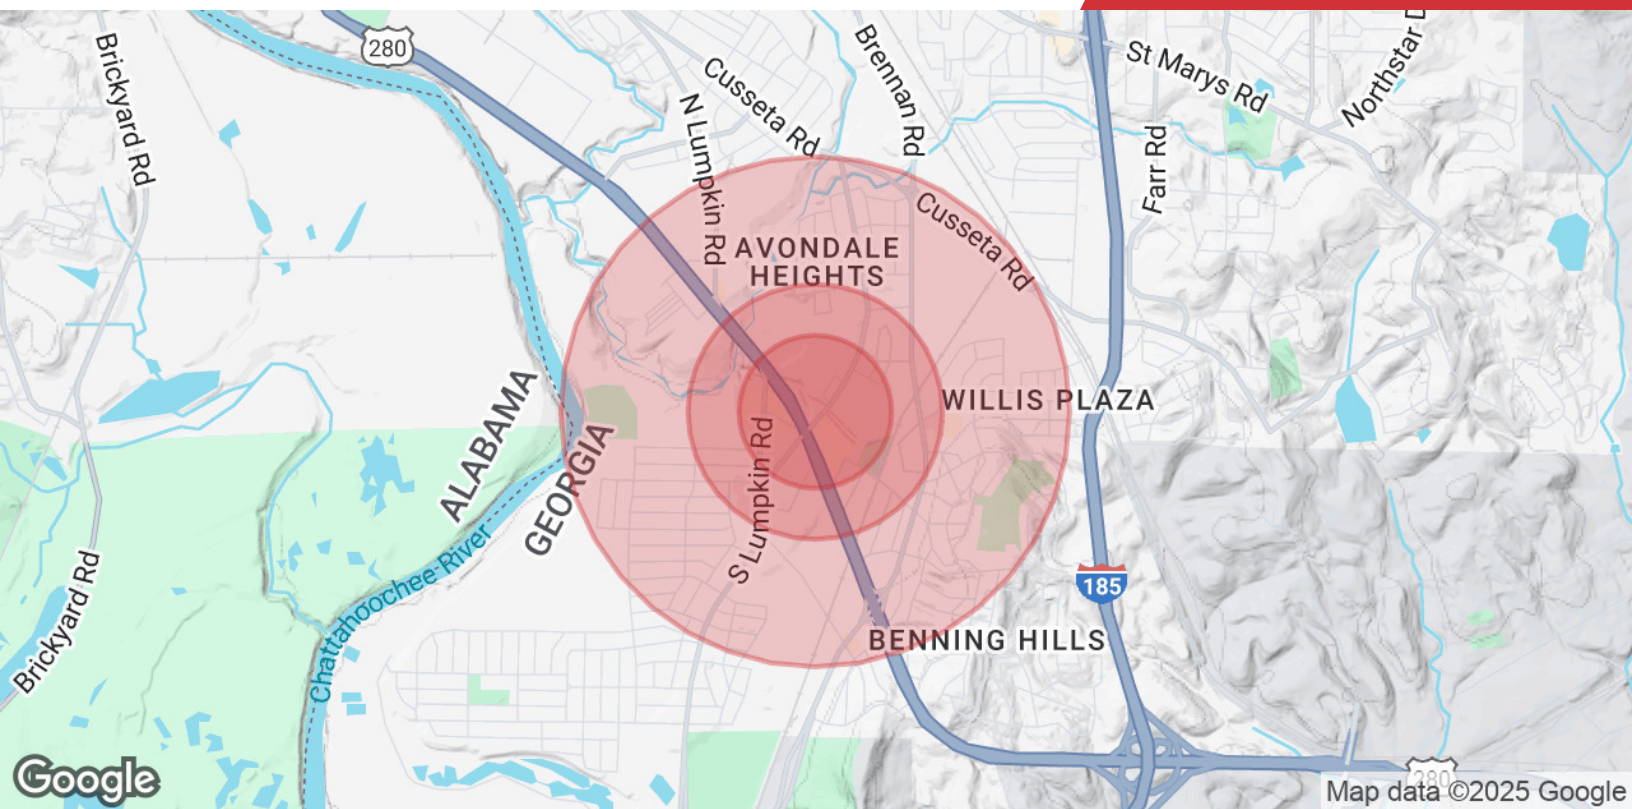 280
Brickyard Rd
Brennan Rd
Cusseta Rd
N Lumpkin Rd
St Marys Rd
Northstar D
Farr Rd
Cusseta Rd
AVONDALE
HEIGHTS
WILLIS PLAZA
ALABAMA
GEORGIA
S Lumpkin Rd
Chattahoochee River
Brickyard Rd
185
BENNING HILLS
280
Google
Map data ©2025 Google